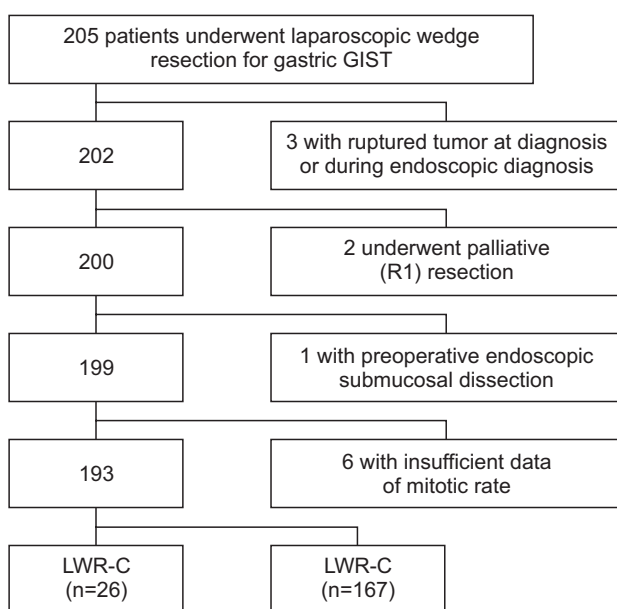 205 patients underwent laparoscopic wedge
resection for gastric GIST
202
3 with ruptured tumor at diagnosis
or during endoscopic diagnosis
200
2 underwent palliative
(R1) resection
199
1 with preoperative endoscopic
submucosal dissection
193
6 with insufficient data
of mitotic rate
LWR-C
(n=26)
LWR-C
(n=167)